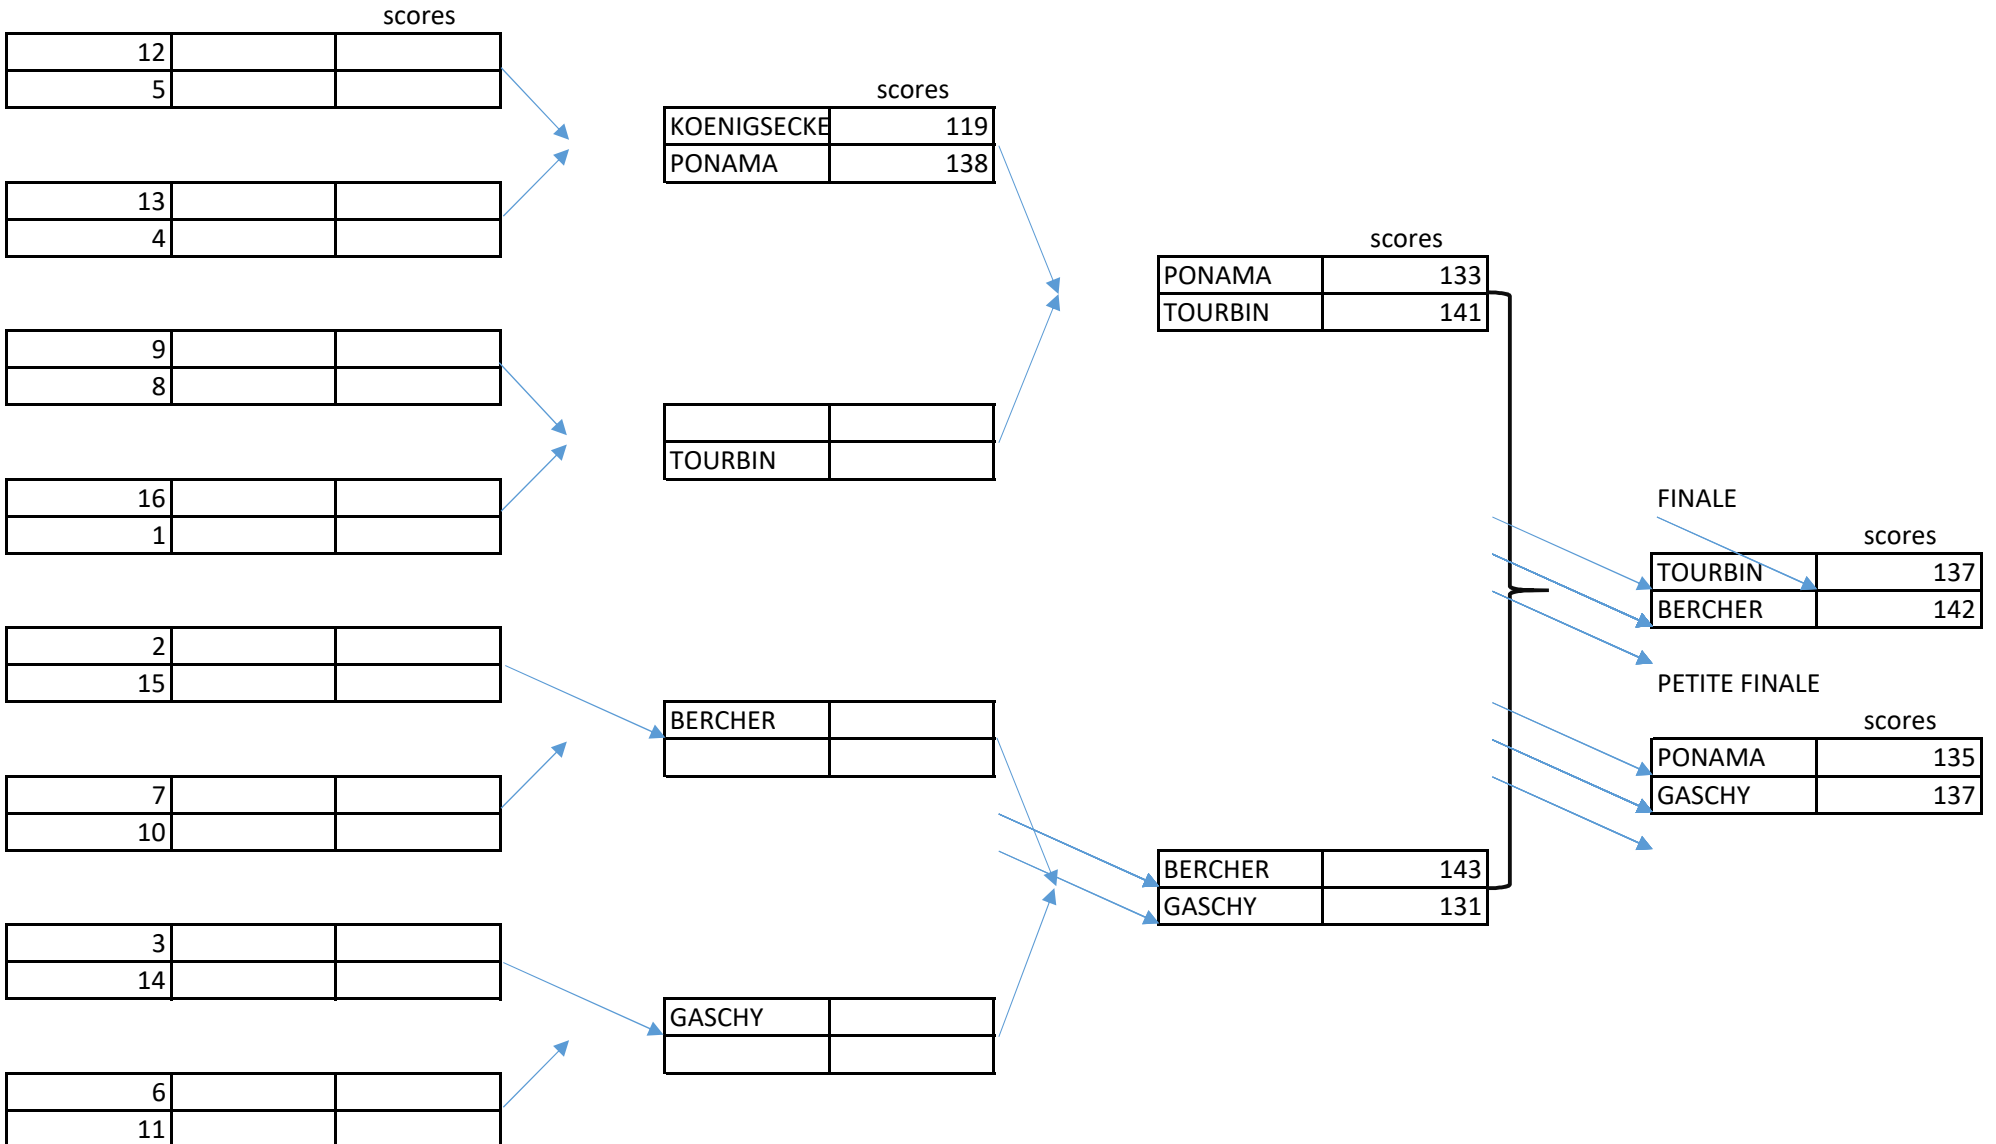 scores
12
5
13
4
9
8
16
1
2
15
7
10
3
14
6
11
scores
KOENIGSECKE 119
PONAMA 138
TOURBIN
BERCHER
GASCHY
scores
PONAMA 133
TOURBIN 141
BERCHER 143
GASCHY 131
FINALE
scores
TOURBIN 137
BERCHER 142
PETITE FINALE
scores
PONAMA 135
GASCHY 137